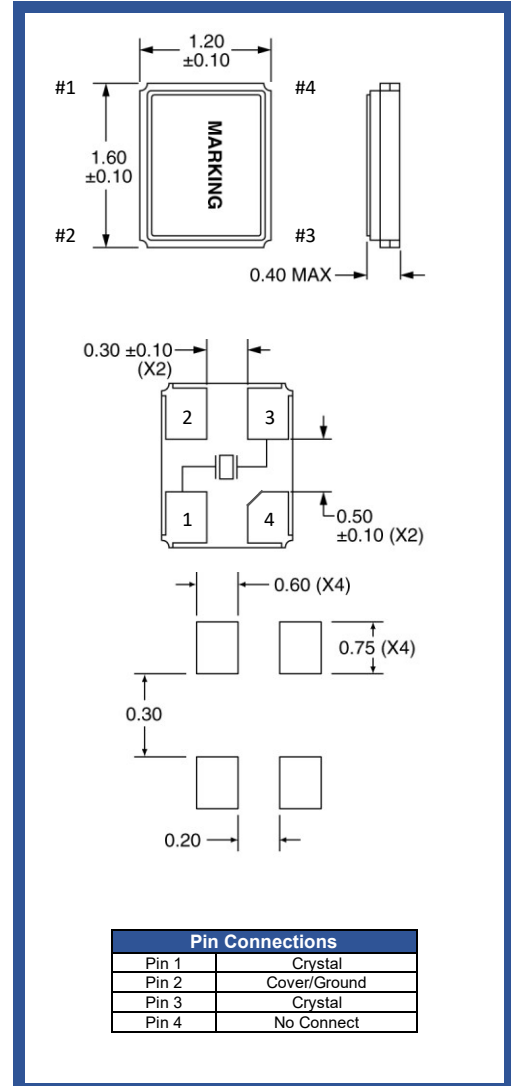 1.20
±0.10
#1
#4
MARKING
1.60
±0.10
#2
#3
0.40 MAX
0.30 ±0.10
(X2)
2
3
1
4
0.50
±0.10 (X2)
0.60 (X4)
0.75 (X4)
0.30
0.20
Pin Connections
Pin 1 Crystal
Pin 2 Cover/Ground
Pin 3 Crystal
Pin 4 No Connect